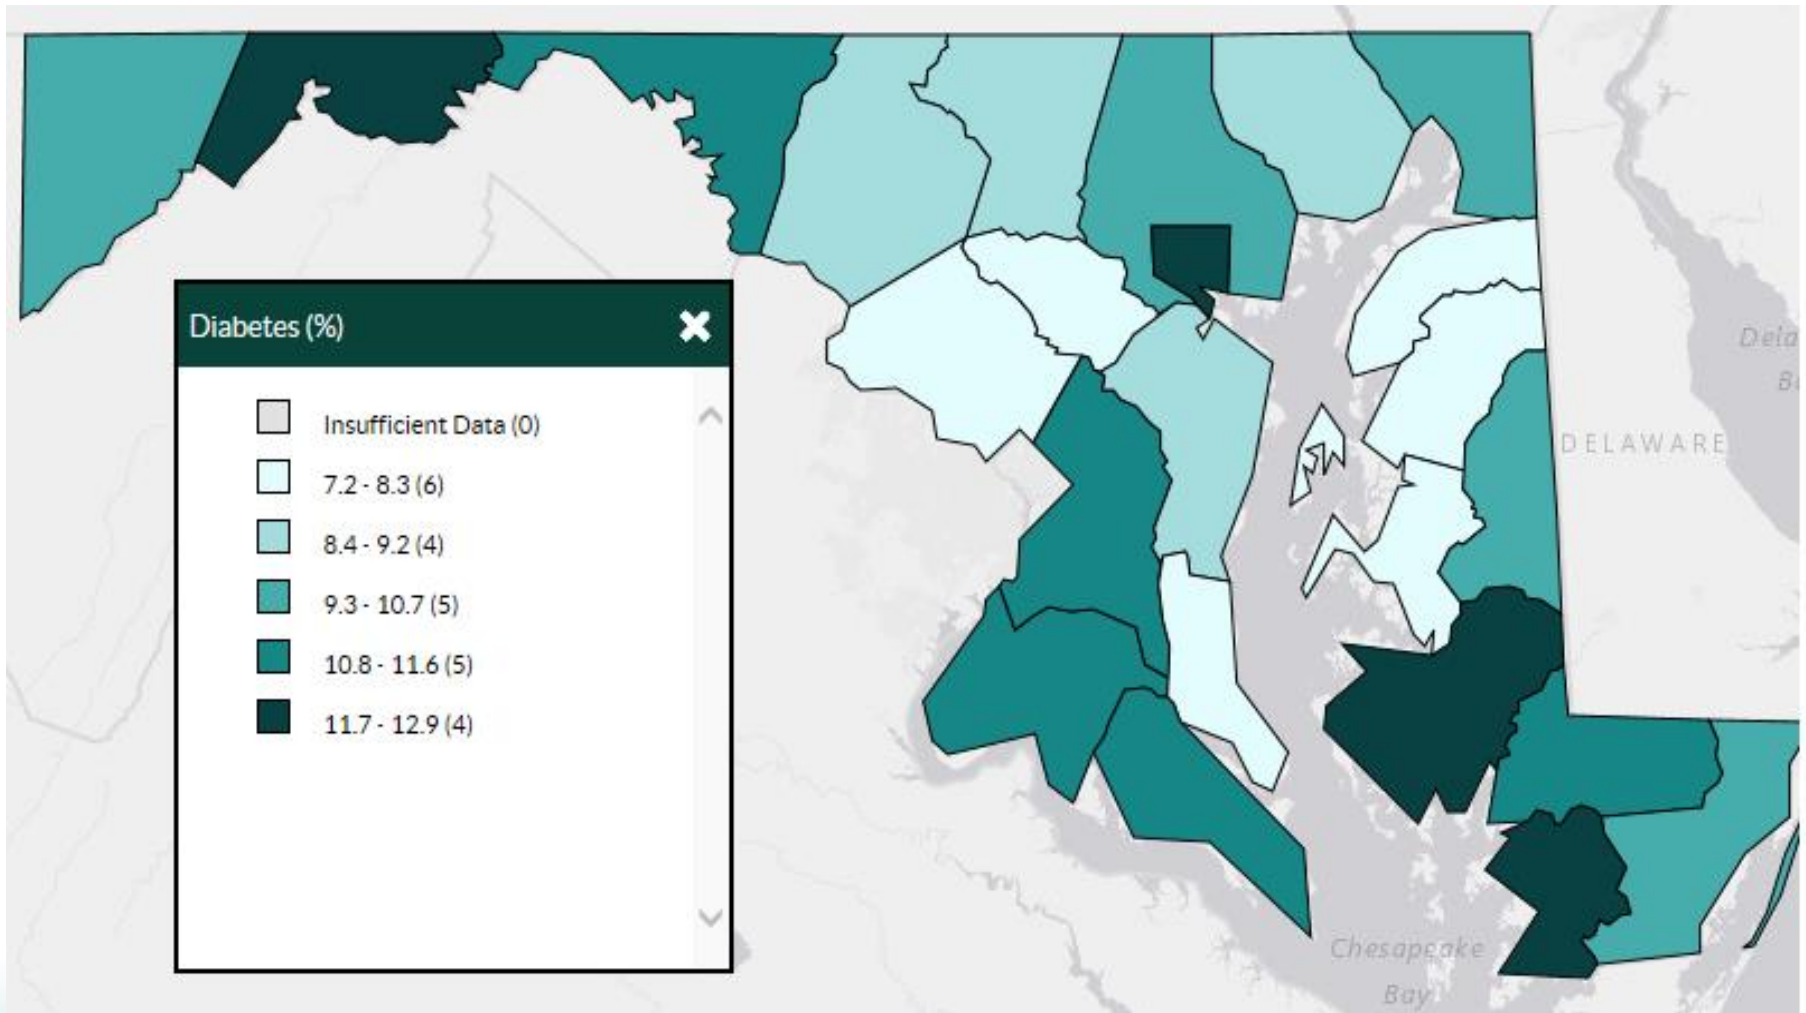 Diabetes (%)
Insufficient Data (0)
7.2 - 8.3 (6)
8.4 - 9.2 (4)
9.3 - 10.7 (5)
10.8 - 11.6 (5)
11.7 - 12.9 (4)
Dela
B
DELAWARE
Chesapeake
Bay